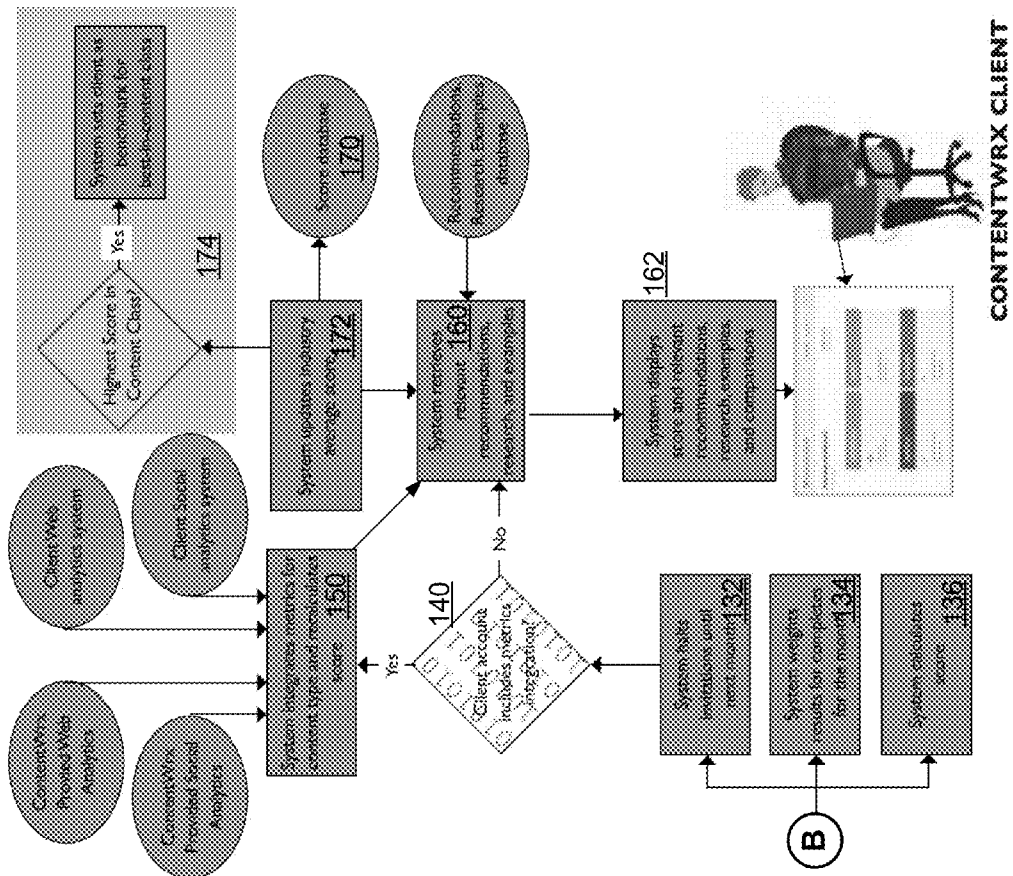 ContentWrx
Provided Web
Analytics
ContentWrx
Provided Social
Analytics
Client Web
analytics system
Client Social
analytics system
System integrates metrics for
content type and recalculates
score
150
Yes
140
Client account
includes metrics
integration?
No
B
System halts
invitations until
next month
132
System weights
results for completes
for the month
134
System calculates
score
136
Highest Score in
Content Class?
Yes
174
System sets client as
benchmark for
best-in-content class
System updates industry
average score
172
Score database
170
System retrieves
relevant
recommendations,
research, and examples
160
Recommendations,
Research Examples
database
System displays
score and relevant
recommendations,
research, examples,
and comparisons
162
CONTENTWRX CLIENT